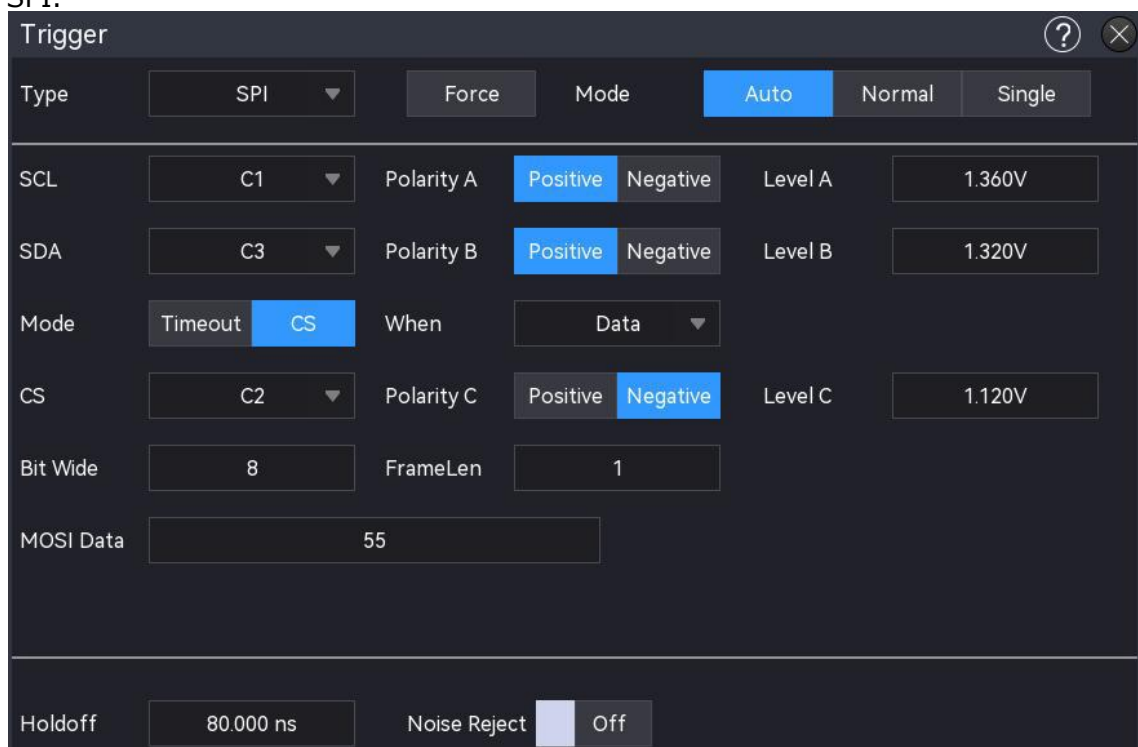 SPI.
Trigger ?
Type SPI Force Mode Auto Normal Single
SCL C1 Polarity A Positive Negative Level A 1.360V
SDA C3 Polarity B Positive Negative Level B 1.320V
Mode Timeout CS When Data
CS C2 Polarity C Positive Negative Level C 1.120V
Bit Wide 8 FrameLen 1
MOSI Data 55
Holdoff 80.000 ns Noise Reject Off